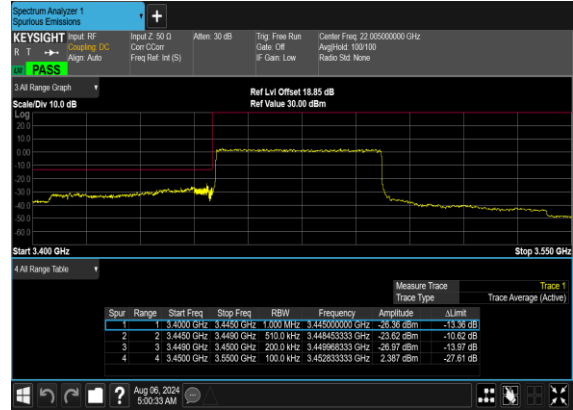 Spectrum Analyzer 1
Spurious Emissions
+
KEYSIGHT Input: RF Input Z: 50 Ω Atten: 30 dB Trig: Free Run Center Freq: 22.005000000 GHz
R T Coupling: DC Corr CCorr Gate: Off Avg|Hold: 100/100
Align: Auto Freq Ref: Int (S) IF Gain: Low Radio Std: None
PASS
3 All Range Graph
Ref Lvl Offset 18.85 dB
Scale/Div 10.0 dB Ref Value 30.00 dBm
Log
20.0
10.0
0.00
-10.0
-20.0
-30.0
-40.0
-50.0
-60.0
Start 3.400 GHz Stop 3.550 GHz
4 All Range Table
Measure Trace Trace 1
Trace Type Trace Average (Active)
Spur Range Start Freq Stop Freq RBW Frequency Amplitude ΔLimit
1 1 3.4000 GHz 3.4450 GHz 1.000 MHz 3.445000000 GHz -26.36 dBm -13.36 dB
2 2 3.4450 GHz 3.4490 GHz 510.0 kHz 3.448453333 GHz -23.62 dBm -10.62 dB
3 3 3.4490 GHz 3.4500 GHz 200.0 kHz 3.449968333 GHz -26.97 dBm -13.97 dB
4 4 3.4500 GHz 3.5500 GHz 100.0 kHz 3.452833333 GHz 2.387 dBm -27.61 dB
? Aug 06, 2024
5:00:33 AM